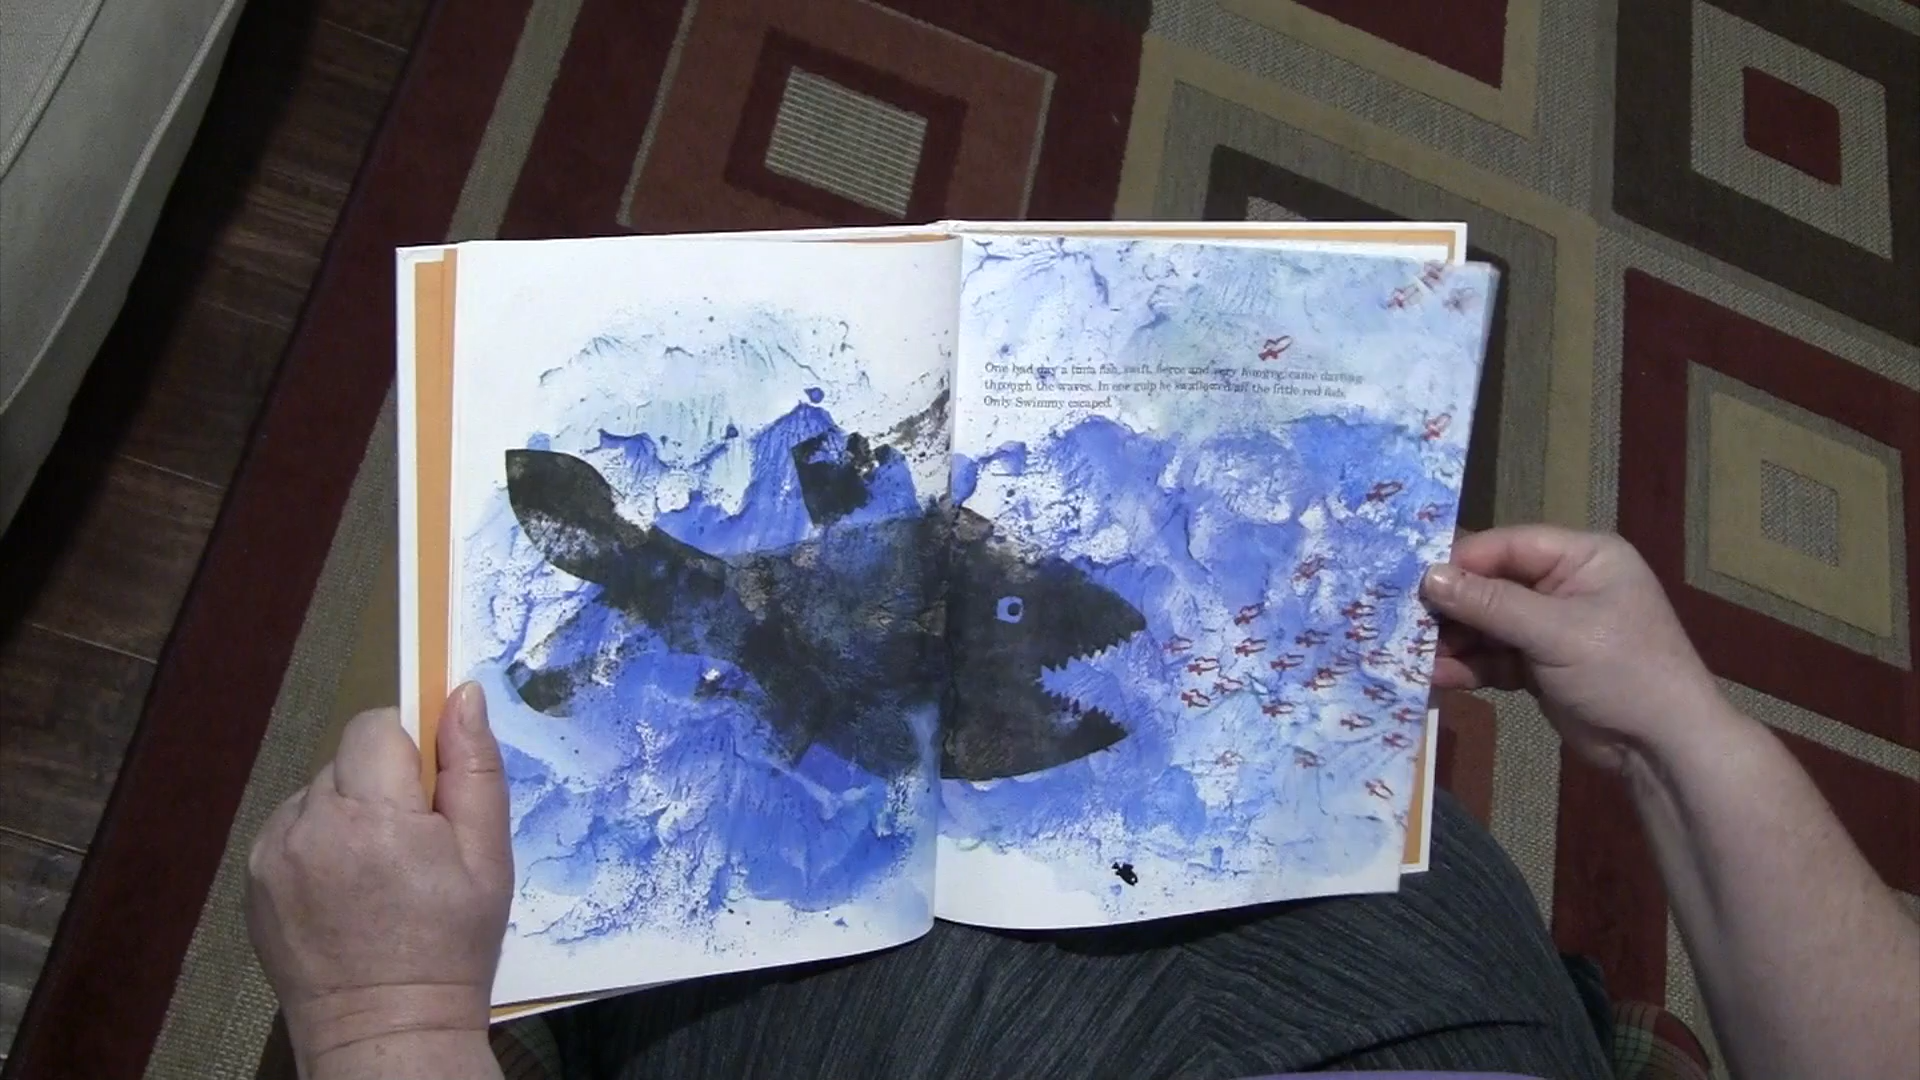 One bad day a tuna fish, swift, fierce and very hungry, came darting
through the waves. In one gulp he swallowed all the little red fish.
Only Swimmy escaped.